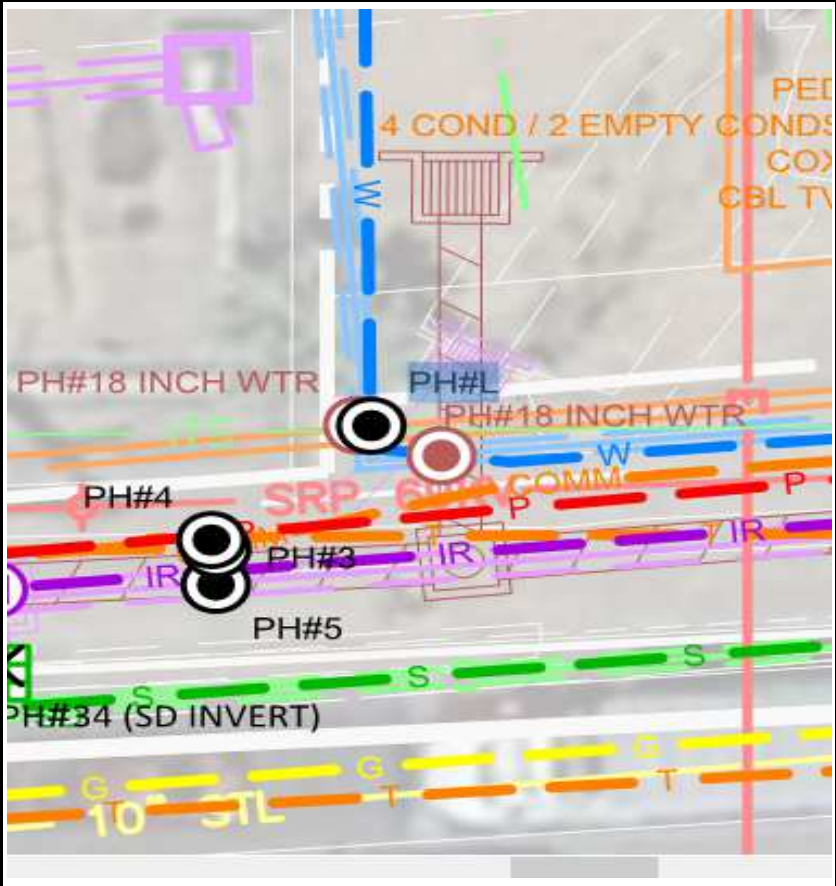 PED
4 COND / 2 EMPTY CONDS
COX
CBL TV
W
PH#18 INCH WTR
PH#L
PH#18 INCH WTR
W
COMM
PH#4
SRP
P
P
IR
PH#3
IR
IR
PH#5
S
S
S
PH#34 (SD INVERT)
G
G
G
T
T
T
10" STL